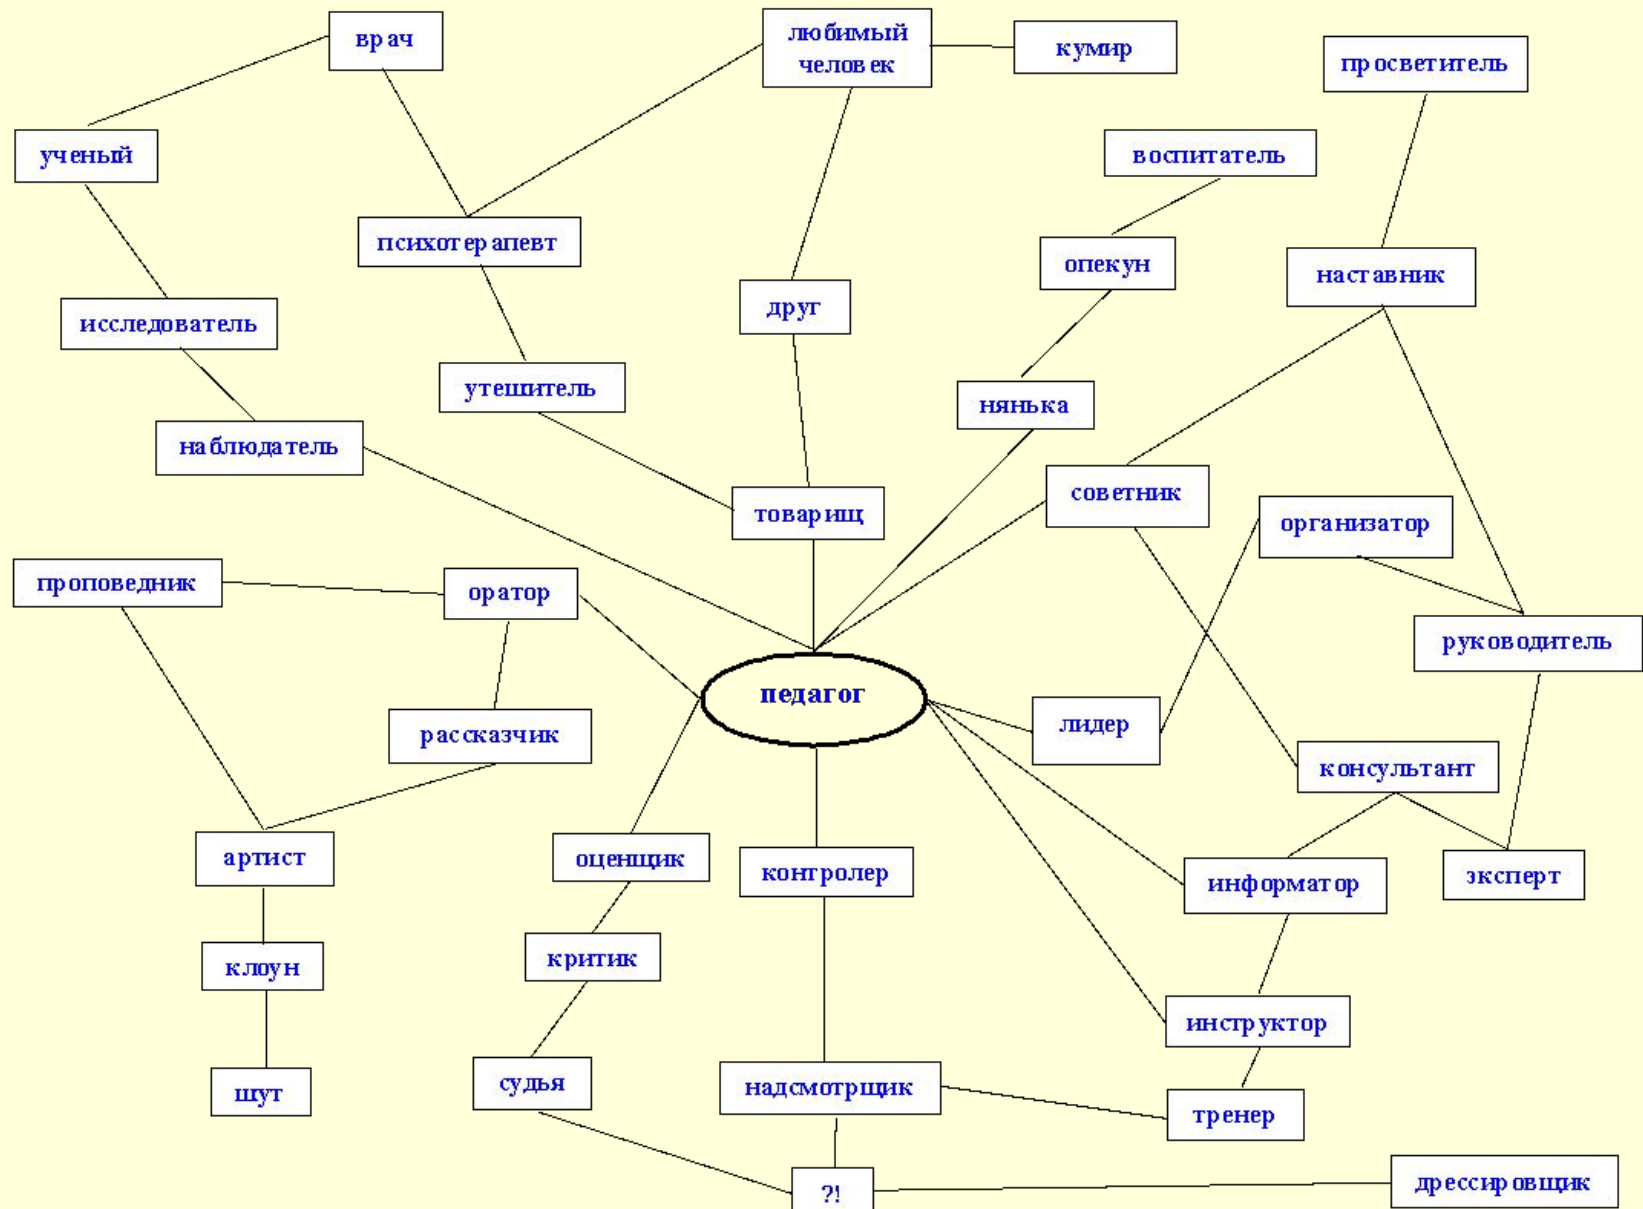 врач
любимый
человек
кумир
просветитель
ученый
воспитатель
психотерапевт
опекун
наставник
друг
исследователь
утешитель
нянька
наблюдатель
советник
товарищ
организатор
проповедник
оратор
руководитель
педагог
лидер
рассказчик
консультант
артист
оценщик
контролер
информатор
эксперт
клоун
критик
инструктор
шут
судья
надсмотрщик
тренер
?!
дрессировщик